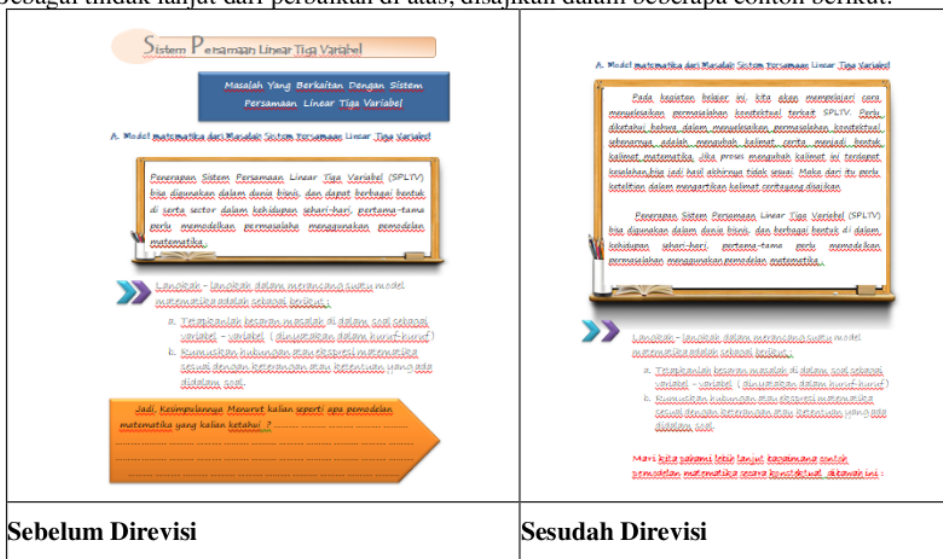 Sebagai tindak lanjut dari perbaikan di atas, disajikan dalam beberapa contoh berikut:
Sistem Persamaan Linear Tiga Variabel
Masalah Yang Berkaitan Dengan Sistem
Persamaan Linear Tiga Variabel
A. Model matematika dari Masalah Sistem Persamaan Linear Tiga Variabel
Penerapan Sistem Persamaan Linear Tiga Variabel (SPLTV)
bisa digunakan dalam dunia bisnis, dan dapat berbagai bentuk
di serta sector dalam kehidupan sehari-hari, pertama-tama
perlu memodelkan permasalaha menggunakan pemodelan
matematika.
Langkah - langkah dalam merancang suatu model
matematika adalah sebagai berikut :
a. Tetapkanlah besaran masalah di dalam soal sebagai
variabel - variabel ( dinyatakan dalam huruf-huruf )
b. Rumuskan hubungan atau ekspresi matematika
sesuai dengan keterangan atau ketentuan yang ada
didalam soal.
Jadi, Kesimpulannya Menurut kalian seperti apa pemodelan
matematika yang kalian ketahui ?
Sebelum Direvisi
A. Model matematika dari Masalah Sistem Persamaan Linear Tiga Variabel
Pada kegiatan belajar ini, kita akan mempelajari cara
menyelesaikan permasalahan konstektual terkait SPLTV. Perlu
diketahui bahwa dalam menyelesaikan permasalahan konstektual
sebenarnya adalah mengubah kalimat cerita menjadi bentuk
kalimat matematika. Jika proses mengubah kalimat ini terdapat
kesalahan,bisa jadi hasil akhirnya tidak sesuai. Maka dari itu perlu
ketelitian dalam mengartikan kalimat ceritayang disajikan.
Penerapan Sistem Persamaan Linear Tiga Variabel (SPLTV)
bisa digunakan dalam dunia bisnis, dan berbagai bentuk di dalam
kehidupan sehari-hari, pertama-tama perlu memodelkan
permasalahan menggunakan pemodelan matematika.
Langkah - langkah dalam merancang suatu model
matematika adalah sebagai berikut :
a. Tetapkanlah besaran masalah di dalam soal sebagai
variabel - variabel ( dinyatakan dalam huruf-huruf )
b. Rumuskan hubungan atau ekspresi matematika
sesuai dengan keterangan atau ketentuan yang ada
didalam soal.
Mari kita pahami lebih lanjut bagaimana contoh
pemodelan matematika secara konstektual dibawah ini :
Sesudah Direvisi